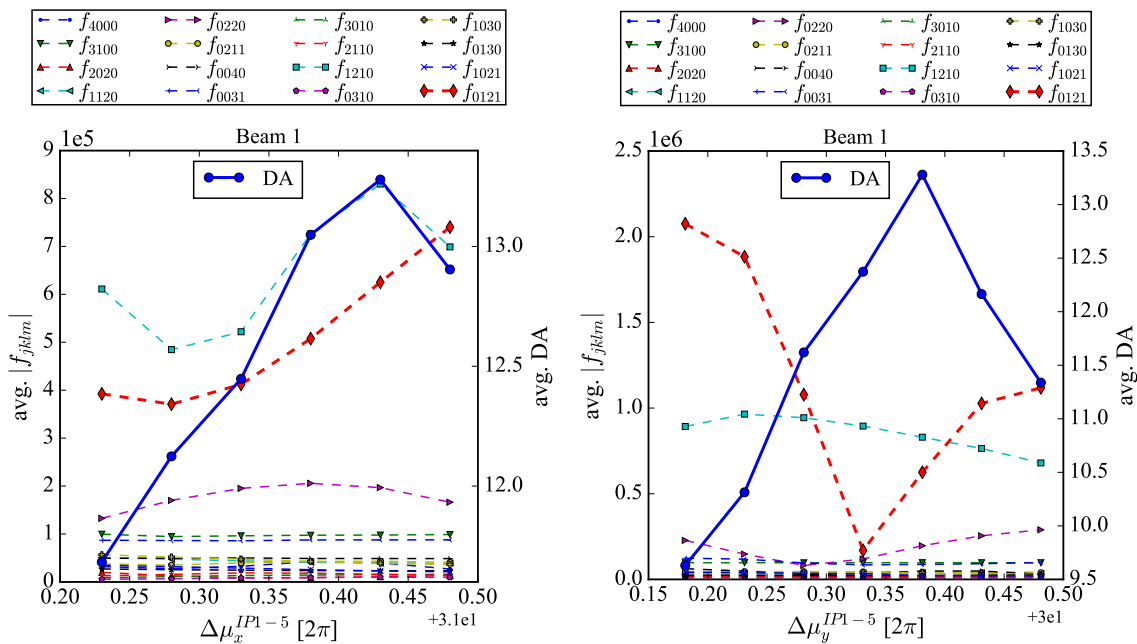 f4000 f0220 f3010 f1030
f3100 f0211 f2110 f0130
f2020 f0040 f1210 f1021
f1120 f0031 f0310 f0121
1e5
Beam 1
DA
9
8
7
6
5
4
3
2
1
0
13.0
12.5
12.0
avg. |fjklm|
avg. DA
0.20 0.25 0.30 0.35 0.40 0.45 0.50
+3.1e1
Δμx^IP1−5 [2π]
f4000 f0220 f3010 f1030
f3100 f0211 f2110 f0130
f2020 f0040 f1210 f1021
f1120 f0031 f0310 f0121
1e6
Beam 1
DA
2.5
2.0
1.5
1.0
0.5
0.0
13.5
13.0
12.5
12.0
11.5
11.0
10.5
10.0
9.5
avg. |fjklm|
avg. DA
0.15 0.20 0.25 0.30 0.35 0.40 0.45 0.50
+3e1
Δμy^IP1−5 [2π]